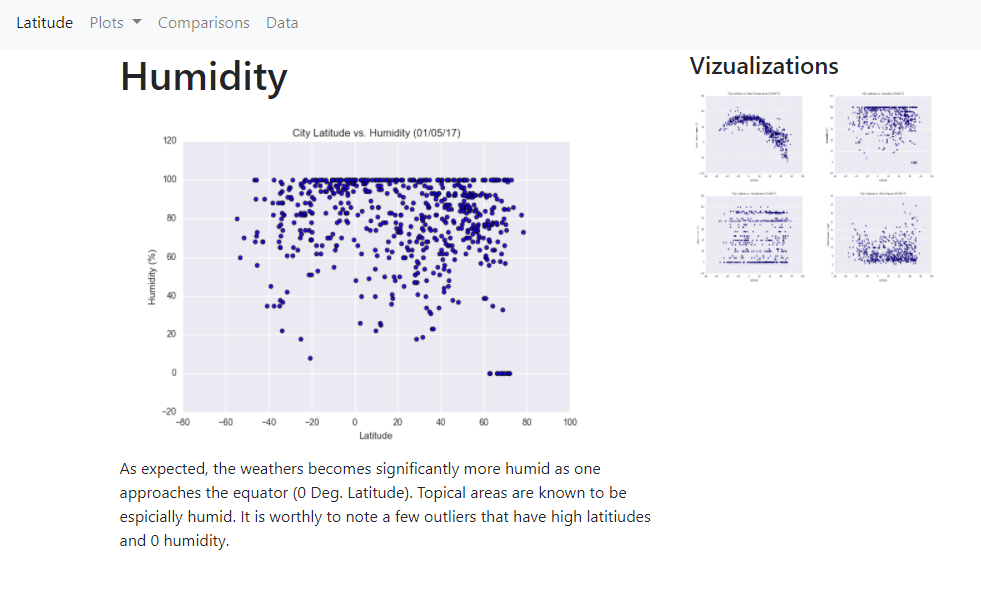 Latitude Plots Comparisons Data
Humidity
City Latitude vs. Humidity (01/05/17)
120
100
80
60
40
20
0
−20
Humidity (%)
−80 −60 −40 −20 0 20 40 60 80 100
Latitude
As expected, the weathers becomes significantly more humid as one
approaches the equator (0 Deg. Latitude). Topical areas are known to be
espicially humid. It is worthly to note a few outliers that have high latitiudes
and 0 humidity.
Vizualizations